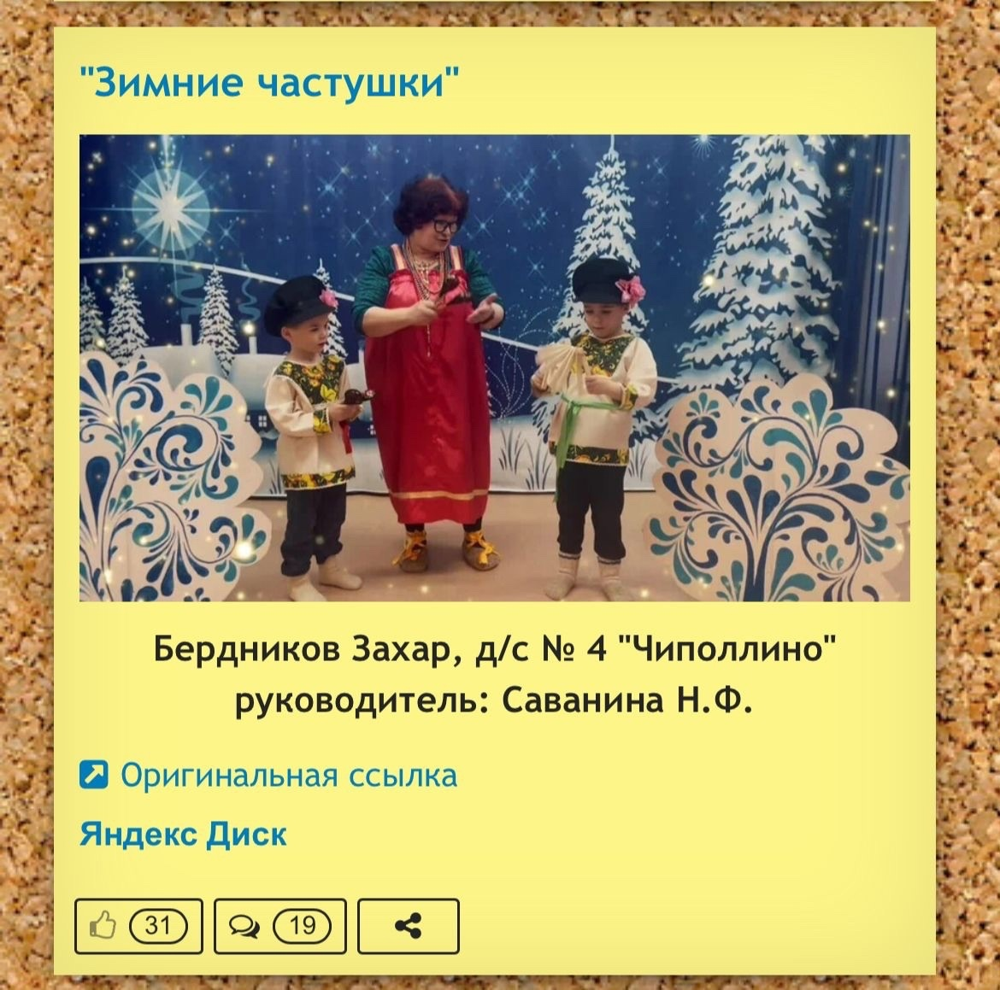 "Зимние частушки"
Бердников Захар, д/с № 4 "Чиполлино"
руководитель: Саванина Н.Ф.
Оригинальная ссылка
Яндекс Диск
31 19